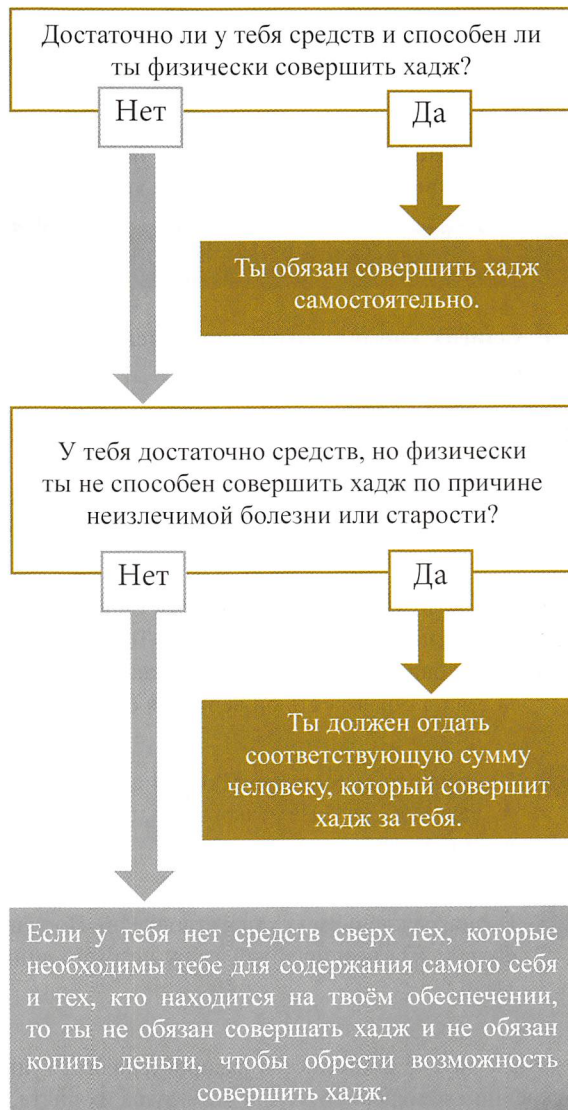 Достаточно ли у тебя средств и способен ли
ты физически совершить хадж?
Нет
Да
Ты обязан совершить хадж
самостоятельно.
У тебя достаточно средств, но физически
ты не способен совершить хадж по причине
неизлечимой болезни или старости?
Нет
Да
Ты должен отдать
соответствующую сумму
человеку, который совершит
хадж за тебя.
Если у тебя нет средств сверх тех, которые
необходимы тебе для содержания самого себя
и тех, кто находится на твоём обеспечении,
то ты не обязан совершать хадж и не обязан
копить деньги, чтобы обрести возможность
совершить хадж.